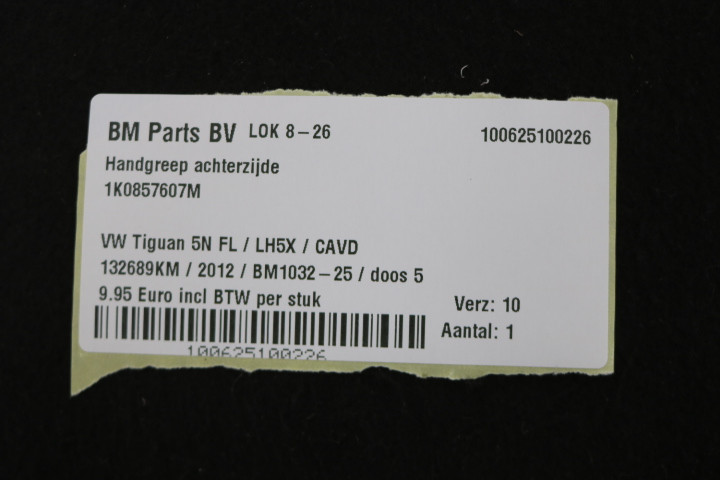 BM Parts BV LOK 8-26 100625100226
Handgreep achterzijde
1K0857607M
VW Tiguan 5N FL / LH5X / CAVD
132689KM / 2012 / BM1032-25 / doos 5
9.95 Euro incl BTW per stuk
Verz: 10
Aantal: 1
100625100226